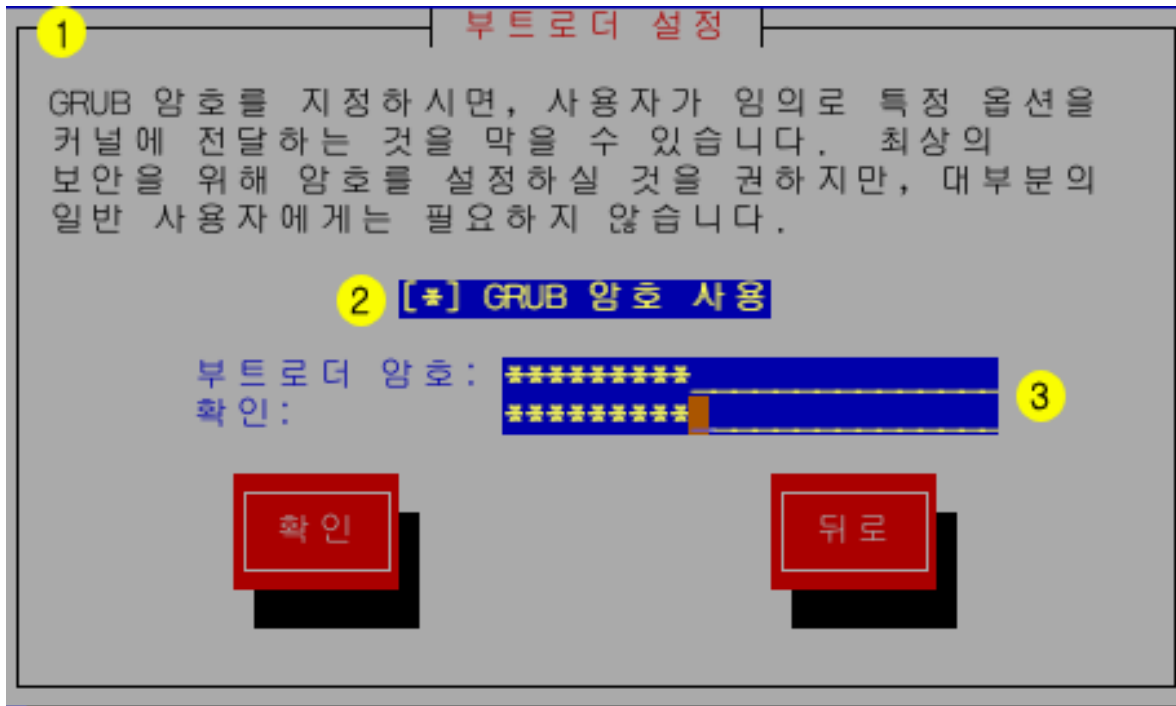 1
부트로더 설정
GRUB 암호를 지정하시면, 사용자가 임의로 특정 옵션을
커널에 전달하는 것을 막을 수 있습니다. 최상의
보안을 위해 암호를 설정하실 것을 권하지만, 대부분의
일반 사용자에게는 필요하지 않습니다.
2 [*] GRUB 암호 사용
부트로더 암호: *********____________ 3
확인: *********____________
확인 뒤로